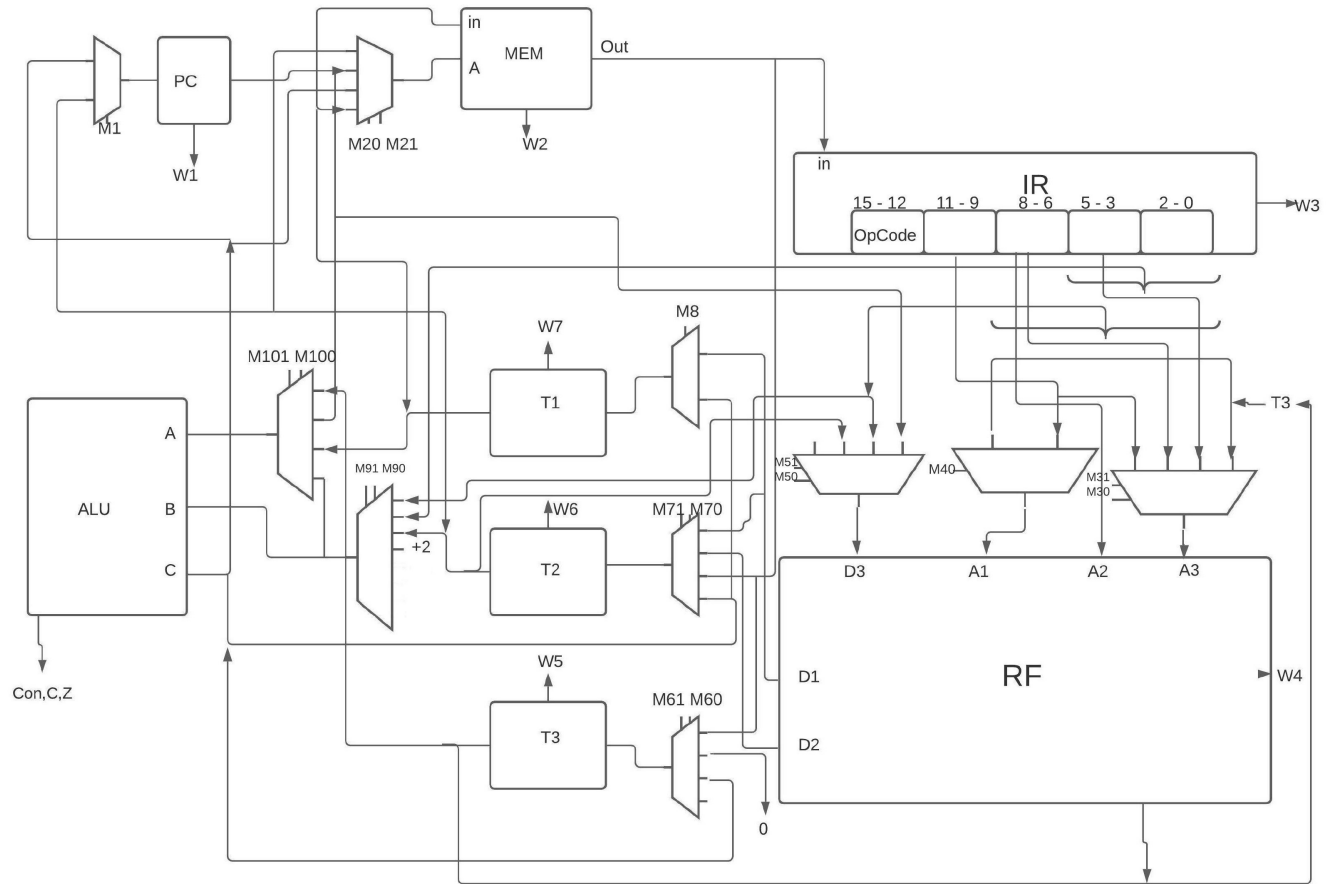 in
MEM
Out
A
PC
M1
M20 M21
W2
W1
in
IR
15 - 12
11 - 9
8 - 6
5 - 3
2 - 0
W3
OpCode
W7
M8
M101 M100
T1
T3
A
M91 M90
M51
M50
M40
M31
M30
ALU
B
W6
M71 M70
+2
C
T2
D3
A1
A2
A3
W5
Con,C,Z
M61 M60
D1
RF
W4
T3
D2
0